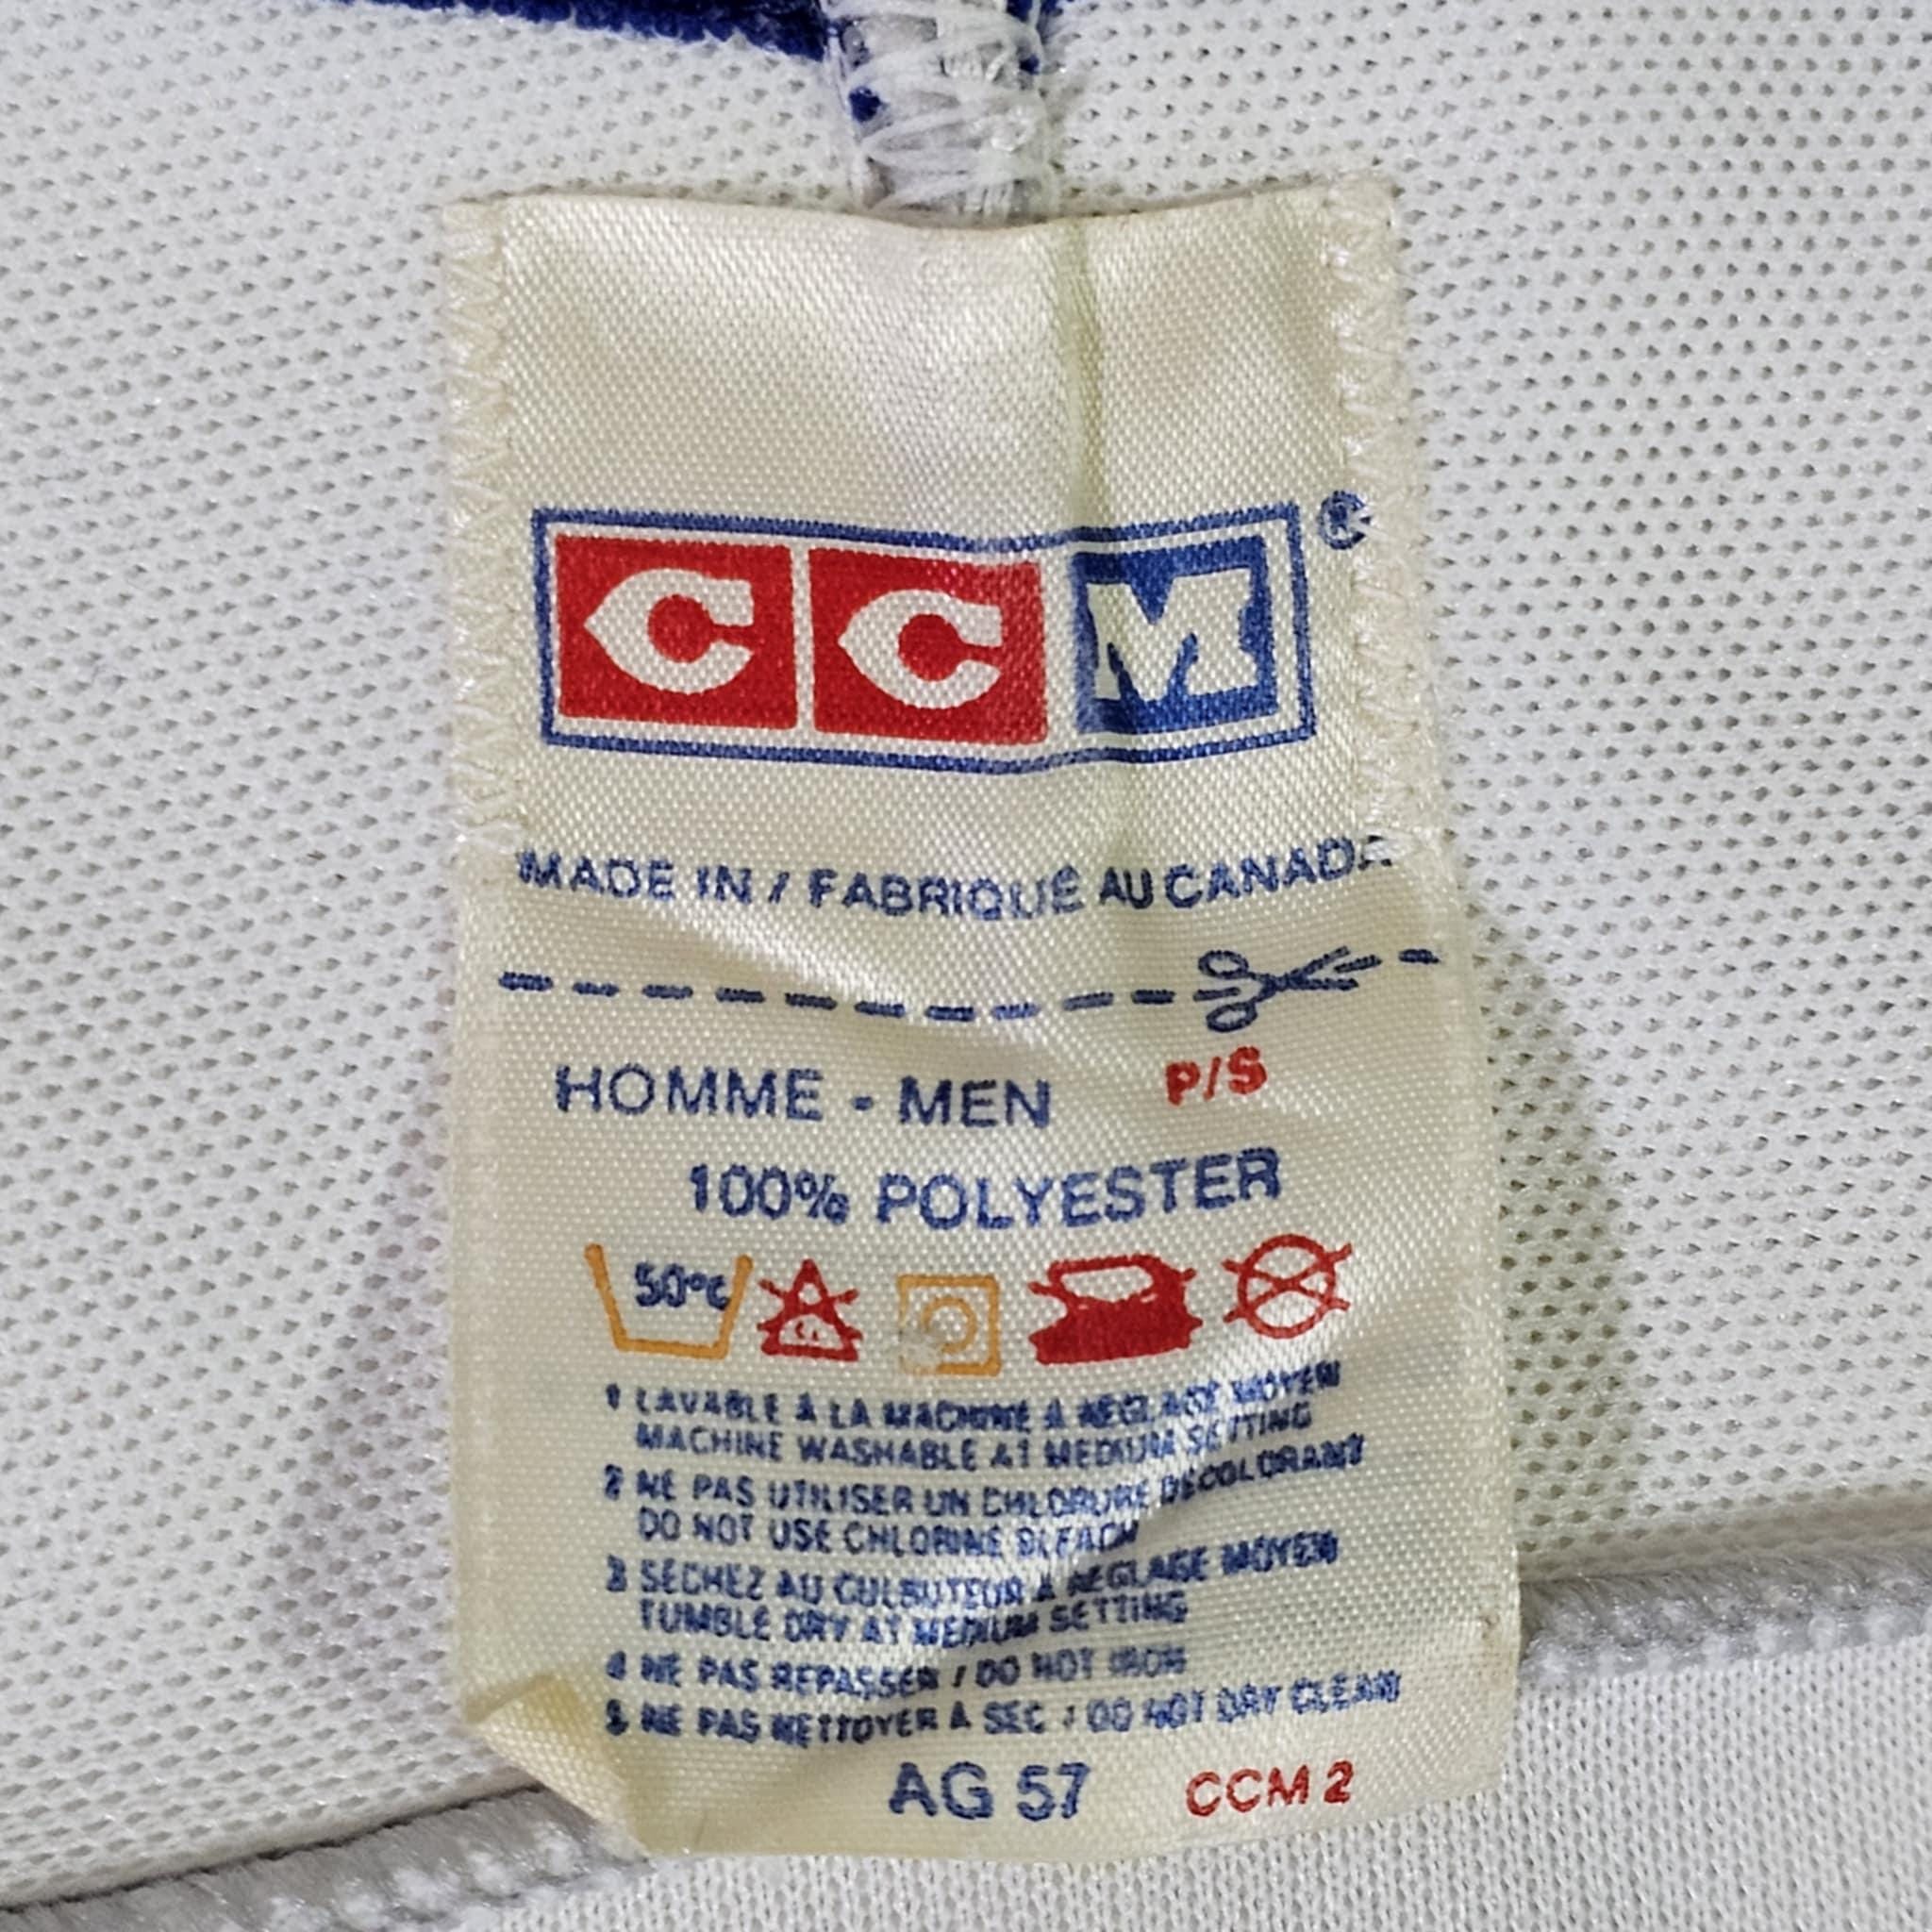 CCM®
MADE IN / FABRIQUÉ AU CANADA
HOMME - MEN P/S
100% POLYESTER
50°C
1 LAVABLE À LA MACHINE À RÉGLAGE MOYEN
MACHINE WASHABLE AT MEDIUM SETTING
2 NE PAS UTILISER UN CHLORURE DÉCOLORANT
DO NOT USE CHLORINE BLEACH
3 SÉCHEZ AU CULBUTEUR À RÉGLAGE MOYEN
TUMBLE DRY AT MEDIUM SETTING
4 NE PAS REPASSER / DO NOT IRON
5 NE PAS NETTOYER À SEC / DO NOT DRY CLEAN
AG 57 CCM 2